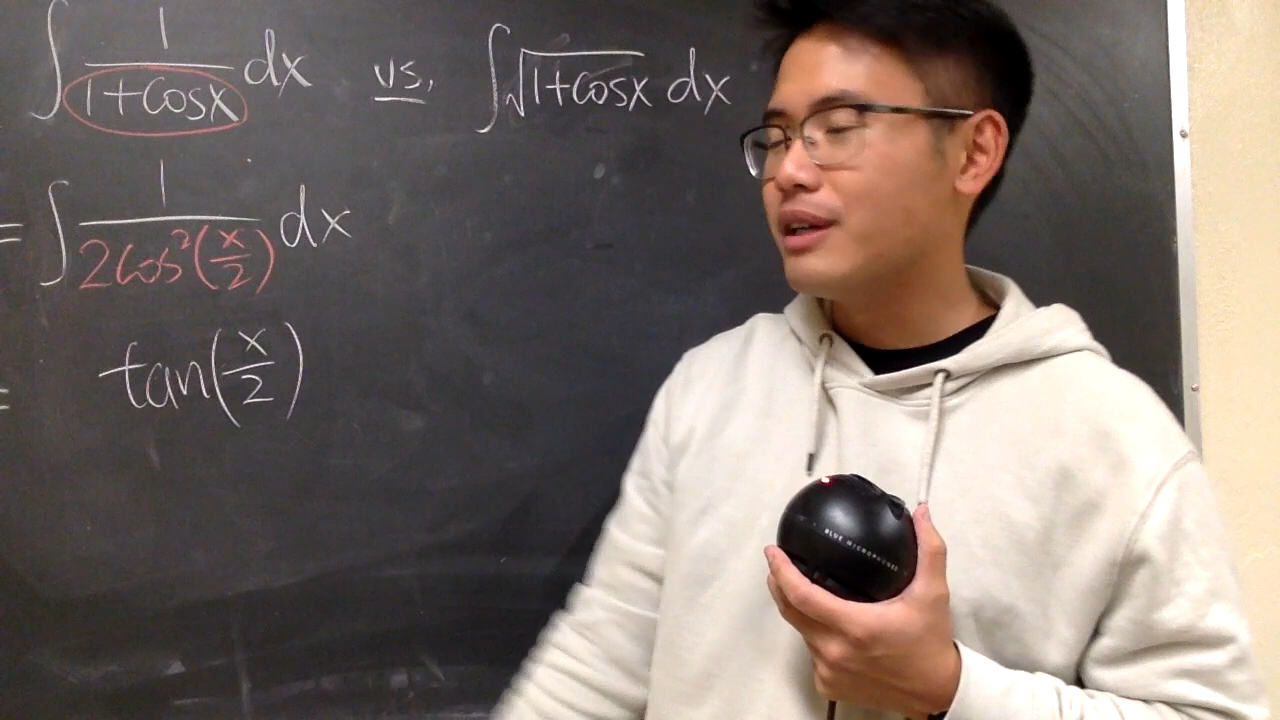 ∫ 1/(1+cosx) dx vs. ∫ √(1+cosx) dx
= ∫ 1/(2cos²(x/2)) dx
= tan(x/2)
BLUE MICROPHONES